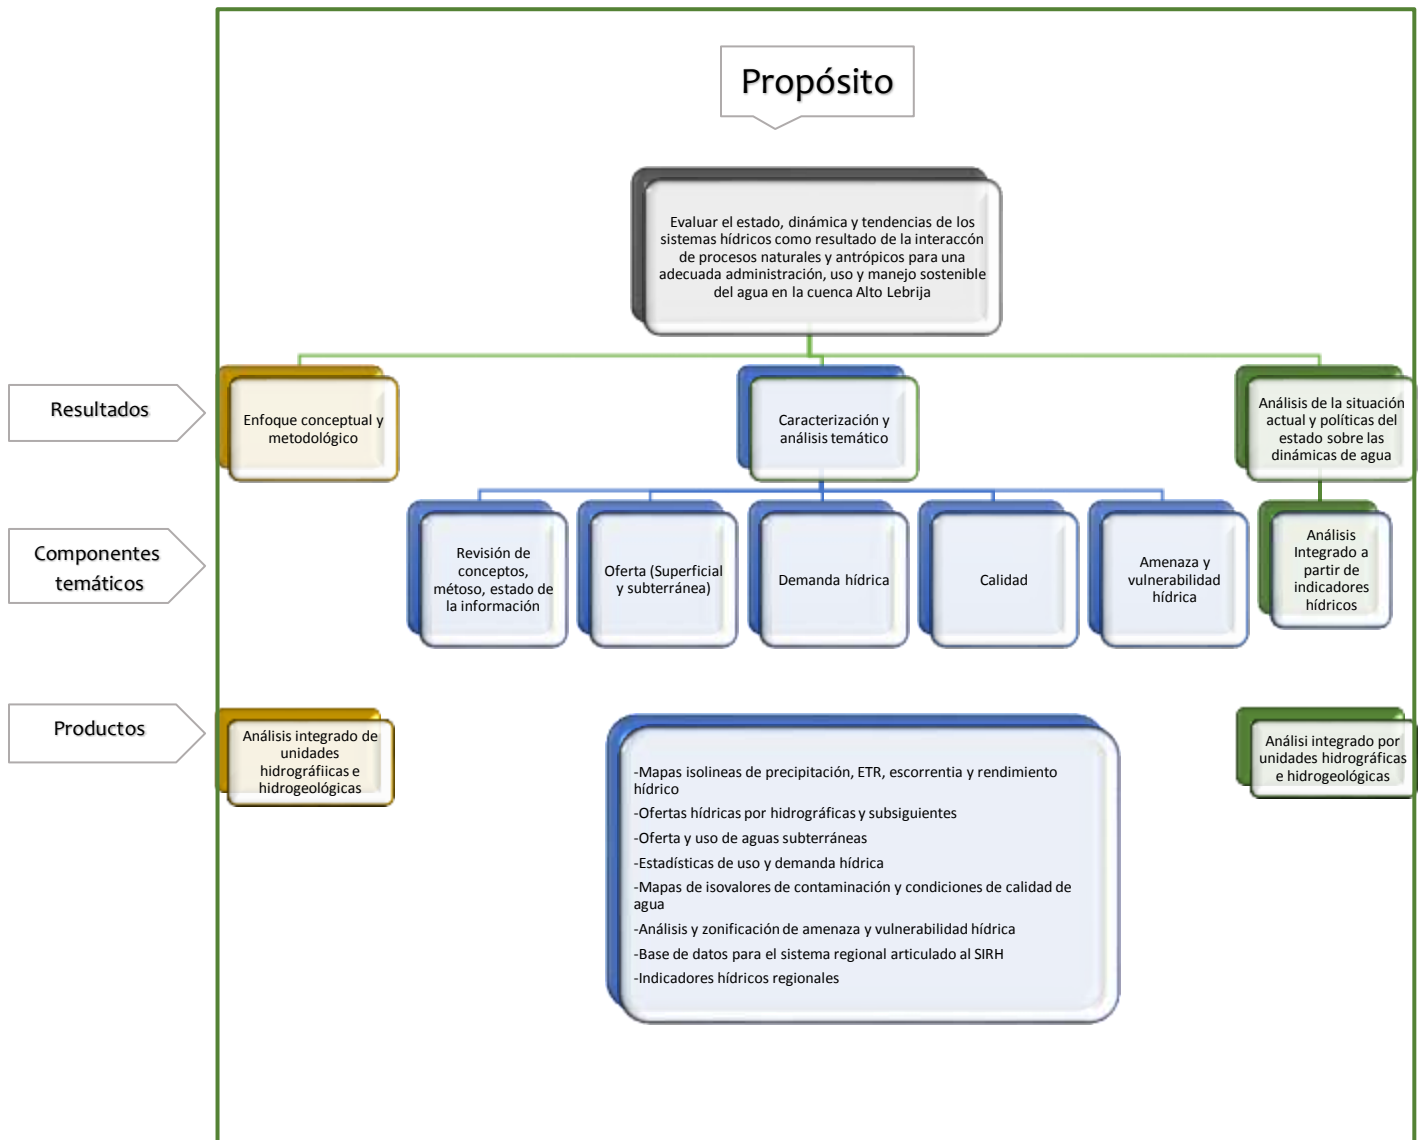 Propósito
Evaluar el estado, dinámica y tendencias de los
sistemas hídricos como resultado de la interaccón
de procesos naturales y antrópicos para una
adecuada administración, uso y manejo sostenible
del agua en la cuenca Alto Lebrija
Resultados
Enfoque conceptual y
metodológico
Caracterización y
análisis temático
Análisis de la situación
actual y políticas del
estado sobre las
dinámicas de agua
Componentes
temáticos
Revisión de
conceptos,
métoso, estado de
la información
Oferta (Superficial
y subterránea)
Demanda hídrica
Calidad
Amenaza y
vulnerabilidad
hídrica
Análisis
Integrado a
partir de
indicadores
hídricos
Productos
Análisis integrado de
unidades
hidrográfiicas e
hidrogeológicas
-Mapas isolineas de precipitación, ETR, escorrentia y rendimiento
hídrico
-Ofertas hídricas por hidrográficas y subsiguientes
-Oferta y uso de aguas subterráneas
-Estadísticas de uso y demanda hídrica
-Mapas de isovalores de contaminación y condiciones de calidad de
agua
-Análisis y zonificación de amenaza y vulnerabilidad hídrica
-Base de datos para el sistema regional articulado al SIRH
-Indicadores hídricos regionales
Análisi integrado por
unidades hidrográficas
e hidrogeológicas